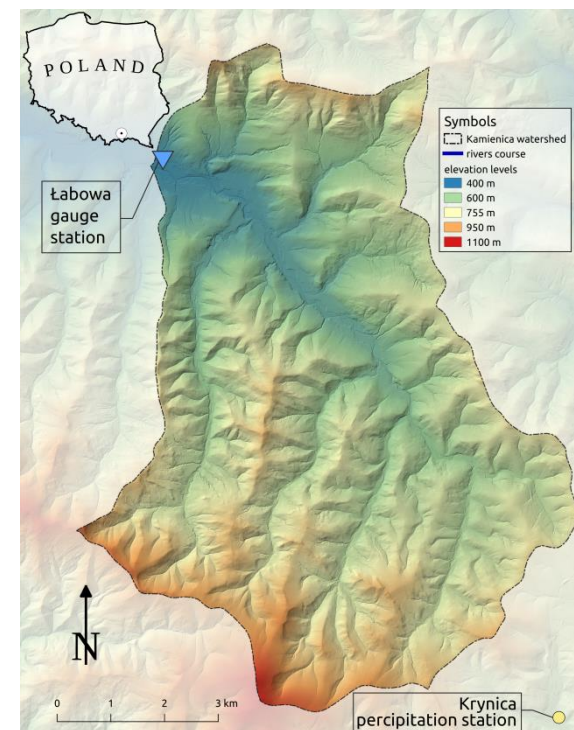 POLAND
Łabowa
gauge
station
Symbols
Kamienica watershed
rivers course
elevation levels
400 m
600 m
755 m
950 m
1100 m
N
0 1 2 3 km
Krynica
percipitation station